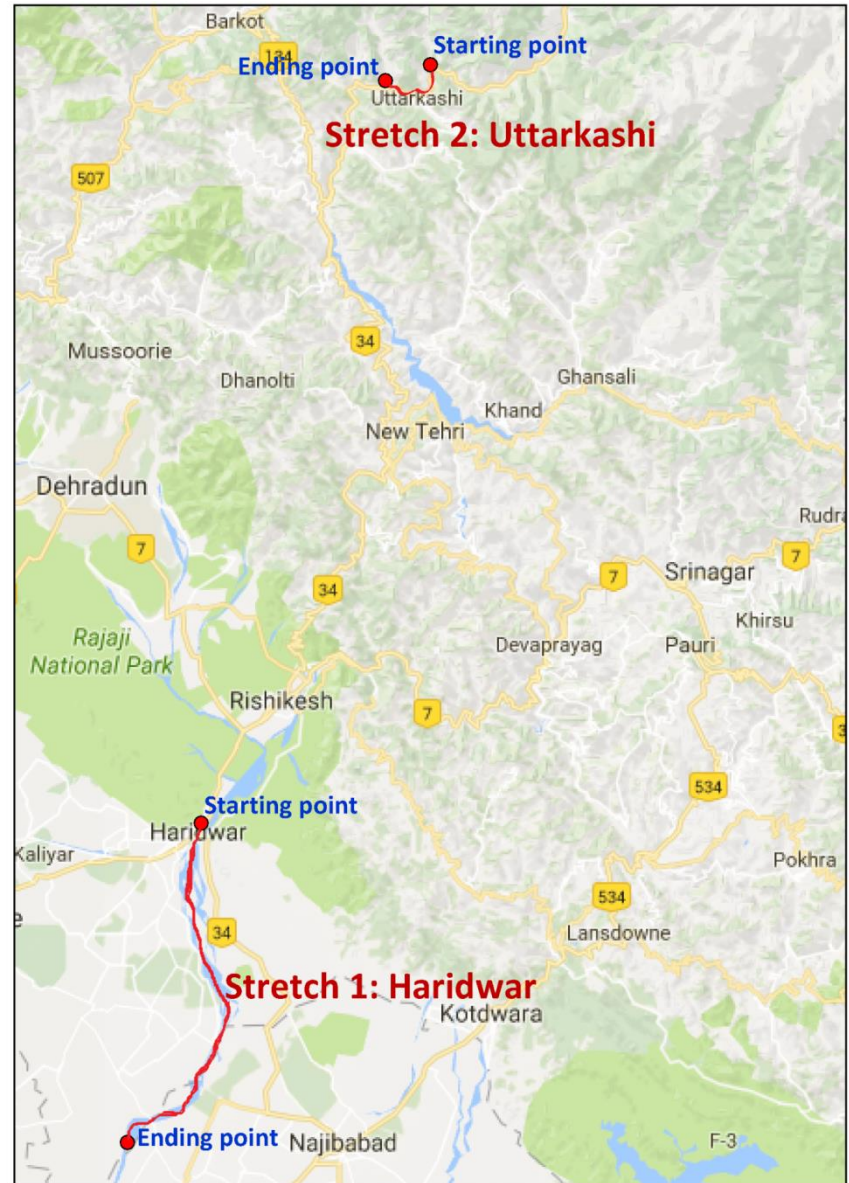 Barkot
134
Starting point
Ending point
Uttarkashi
Stretch 2: Uttarkashi
507
34
Mussoorie
Dhanolti
Ghansali
Khand
New Tehri
Dehradun
7
Rudra
7
34
7
Srinagar
Khirsu
Rajaji
National Park
Devaprayag
Pauri
Rishikesh
7
3
534
Starting point
Haridwar
Kaliyar
Pokhra
534
34
Lansdowne
Stretch 1: Haridwar
Kotdwara
Ending point
Najibabad
F-3